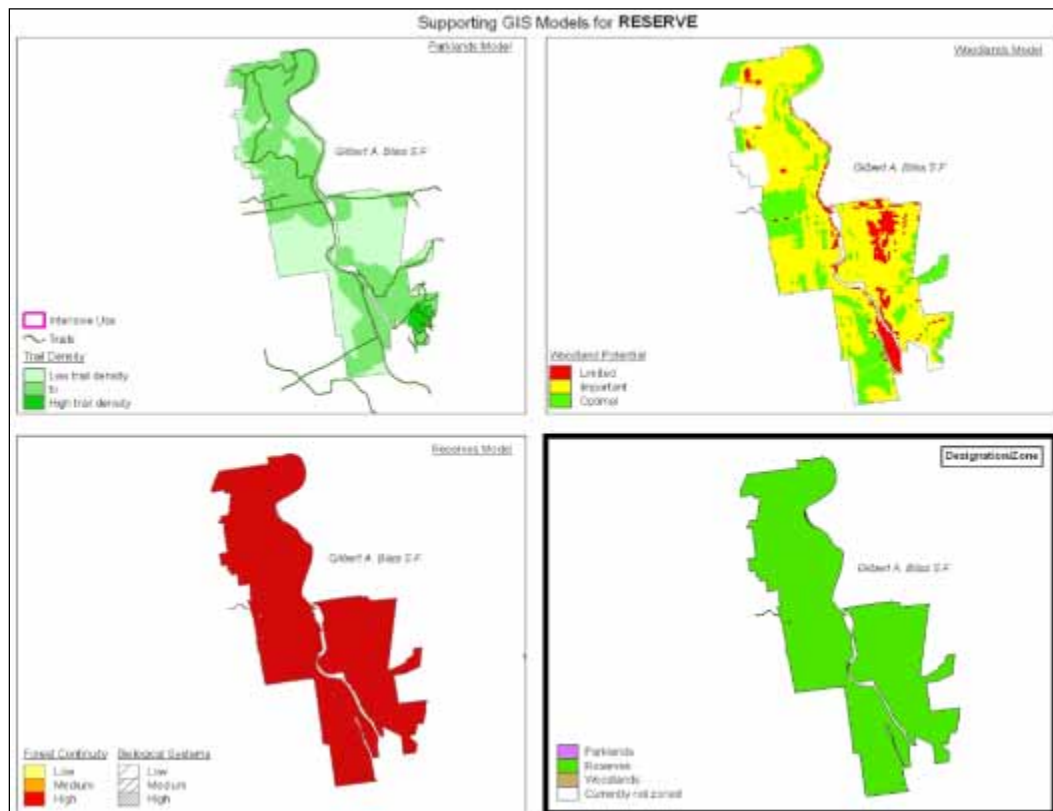 Supporting GIS Models for RESERVE
Parklands Model
Gilbert A. Bliss S.F
Intensive Use
Trails
Trail Density
Low trail density
to
High trail density
Woodlands Model
Gilbert A. Bliss S.F
Woodland Potential
Limited
Important
Optimal
Reserves Model
Gilbert A. Bliss S.F
Forest Continuity
Low
Medium
High
Biological Systems
Low
Medium
High
Designation/Zone
Gilbert A. Bliss S.F
Parklands
Reserves
Woodlands
Currently not zoned